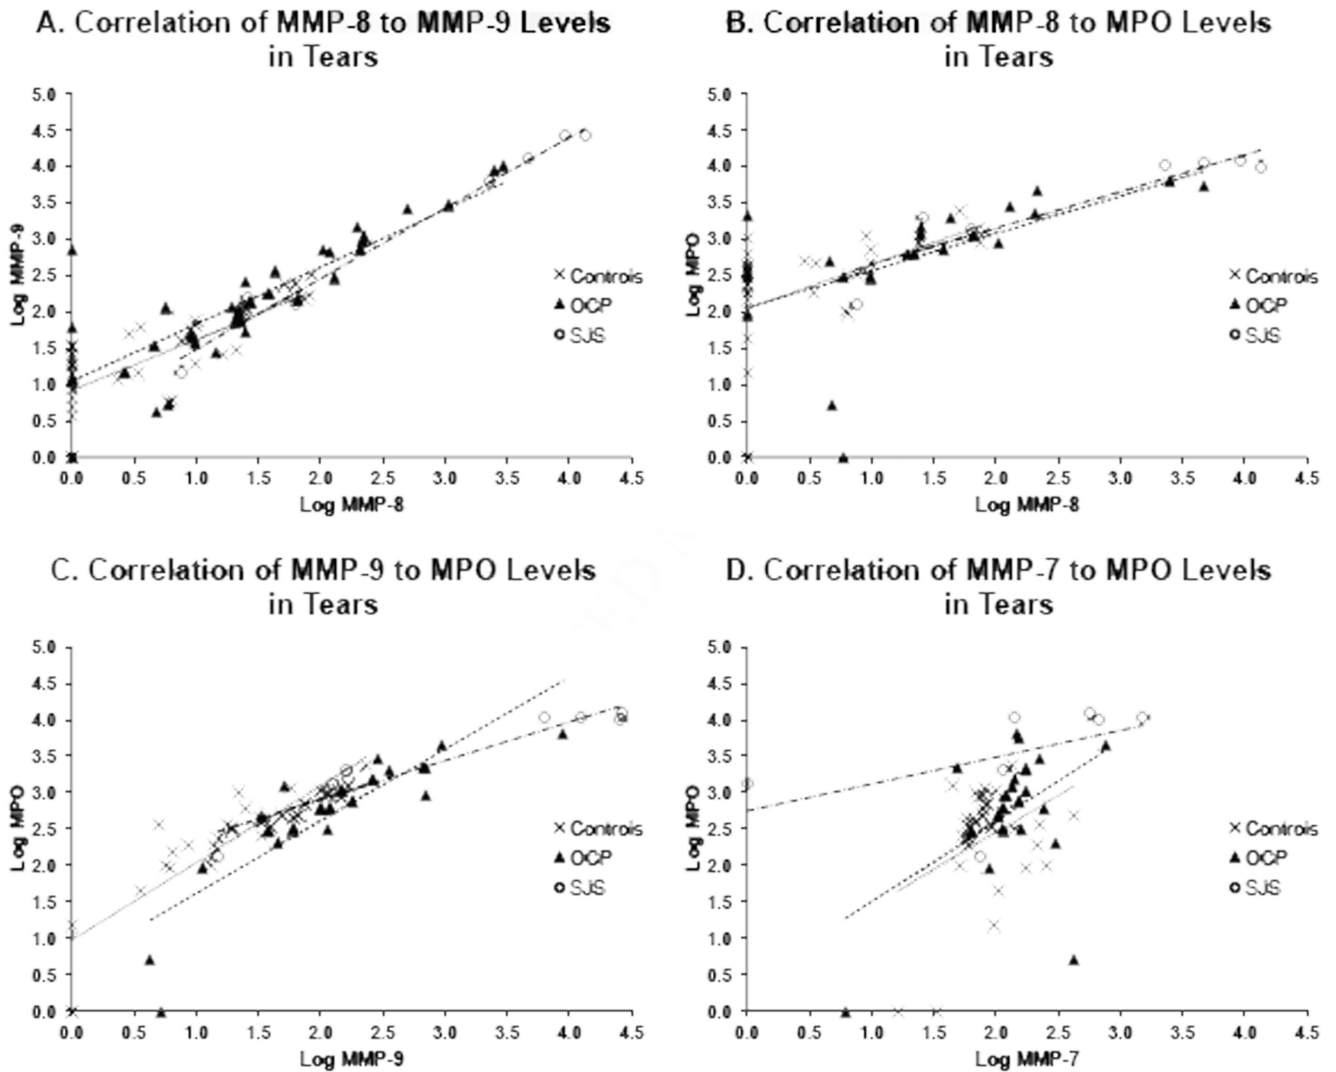 A. Correlation of MMP-8 to MMP-9 Levels
in Tears
5.0
4.5
4.0
3.5
3.0
2.5
2.0
1.5
1.0
0.5
0.0
Log MMP-9
0.0 0.5 1.0 1.5 2.0 2.5 3.0 3.5 4.0 4.5
Log MMP-8
Controls
OCP
SJS
B. Correlation of MMP-8 to MPO Levels
in Tears
5.0
4.5
4.0
3.5
3.0
2.5
2.0
1.5
1.0
0.5
0.0
Log MPO
0.0 0.5 1.0 1.5 2.0 2.5 3.0 3.5 4.0 4.5
Log MMP-8
Controls
OCP
SJS
C. Correlation of MMP-9 to MPO Levels
in Tears
5.0
4.5
4.0
3.5
3.0
2.5
2.0
1.5
1.0
0.5
0.0
Log MPO
0.0 0.5 1.0 1.5 2.0 2.5 3.0 3.5 4.0 4.5
Log MMP-9
Controls
OCP
SJS
D. Correlation of MMP-7 to MPO Levels
in Tears
5.0
4.5
4.0
3.5
3.0
2.5
2.0
1.5
1.0
0.5
0.0
Log MPO
0.0 0.5 1.0 1.5 2.0 2.5 3.0 3.5 4.0 4.5
Log MMP-7
Controls
OCP
SJS